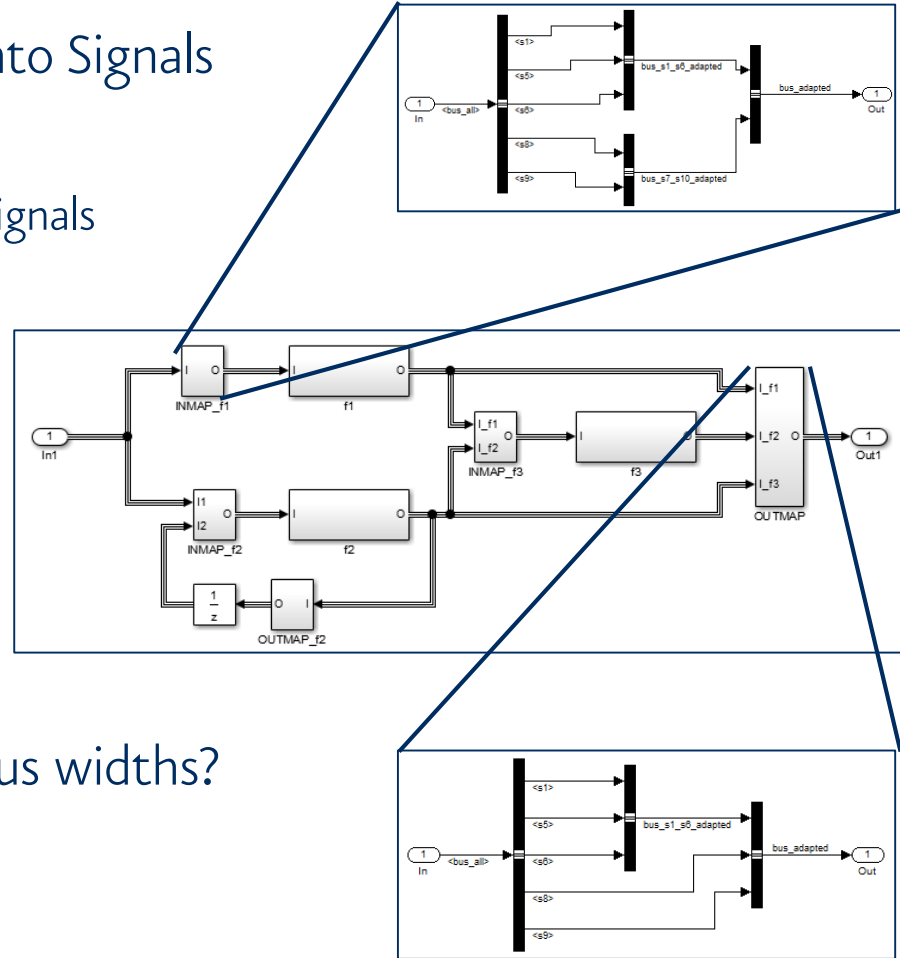 nto Signals
ignals
1
In
<bus_all>
<s1>
<s5>
<s6>
<s8>
<s9>
bus_s1_s6_adapted
bus_s7_s10_adapted
bus_adapted
1
Out
1
In1
I O
INMAP_f1
I O
f1
I1
I2
O
INMAP_f2
I O
f2
1
z
O I
OUTMAP_f2
I_f1
I_f2
O
INMAP_f3
I O
f3
I_f1
I_f2
I_f3
O
OUTMAP
1
Out1
us widths?
1
In
<bus_all>
<s1>
<s5>
<s6>
<s8>
<s9>
bus_s1_s6_adapted
bus_adapted
1
Out